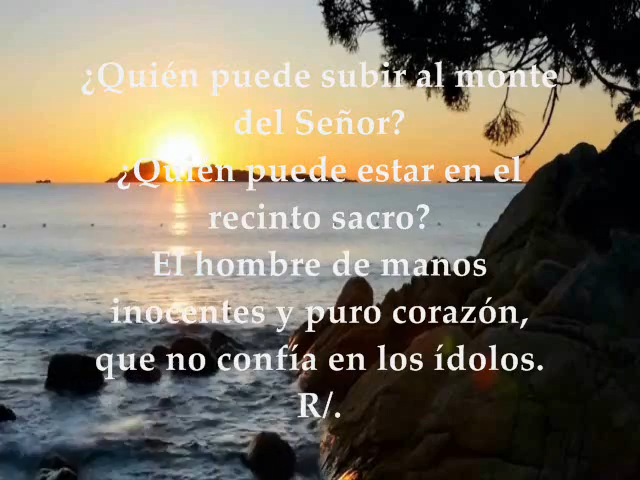 ¿Quién puede subir al monte
del Señor?
¿Quién puede estar en el
recinto sacro?
El hombre de manos
inocentes y puro corazón,
que no confía en los ídolos.
R/.